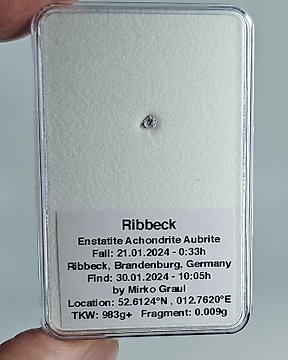 Ribbeck
Enstatite Achondrite Aubrite
Fall: 21.01.2024 - 0:33h
Ribbeck, Brandenburg, Germany
Find: 30.01.2024 - 10:05h
by Mirko Graul
Location: 52.6124°N , 012.7620°E
TKW: 983g+ Fragment: 0.009g